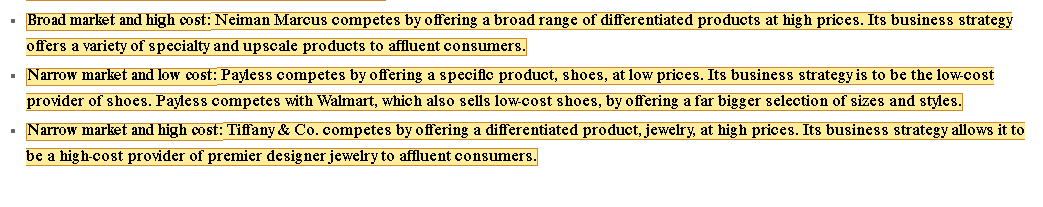 Broad market and high cost: Neiman Marcus competes by offering a broad range of differentiated products at high prices. Its business strategy
offers a variety of specialty and upscale products to affluent consumers.
Narrow market and low cost: Payless competes by offering a specific product, shoes, at low prices. Its business strategy is to be the low-cost
provider of shoes. Payless competes with Walmart, which also sells low-cost shoes, by offering a far bigger selection of sizes and styles.
Narrow market and high cost: Tiffany & Co. competes by offering a differentiated product, jewelry, at high prices. Its business strategy allows it to
be a high-cost provider of premier designer jewelry to affluent consumers.